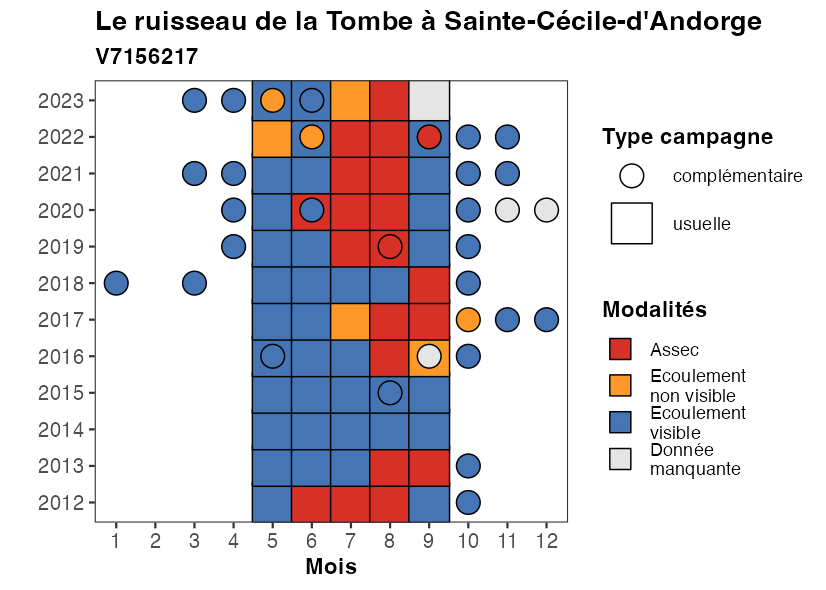 Le ruisseau de la Tombe à Sainte-Cécile-d'Andorge
V7156217
2023
2022
2021
2020
2019
2018
2017
2016
2015
2014
2013
2012
1 2 3 4 5 6 7 8 9 10 11 12
Mois
Type campagne
complémentaire
usuelle
Modalités
Assec
Ecoulement
non visible
Ecoulement
visible
Donnée
manquante